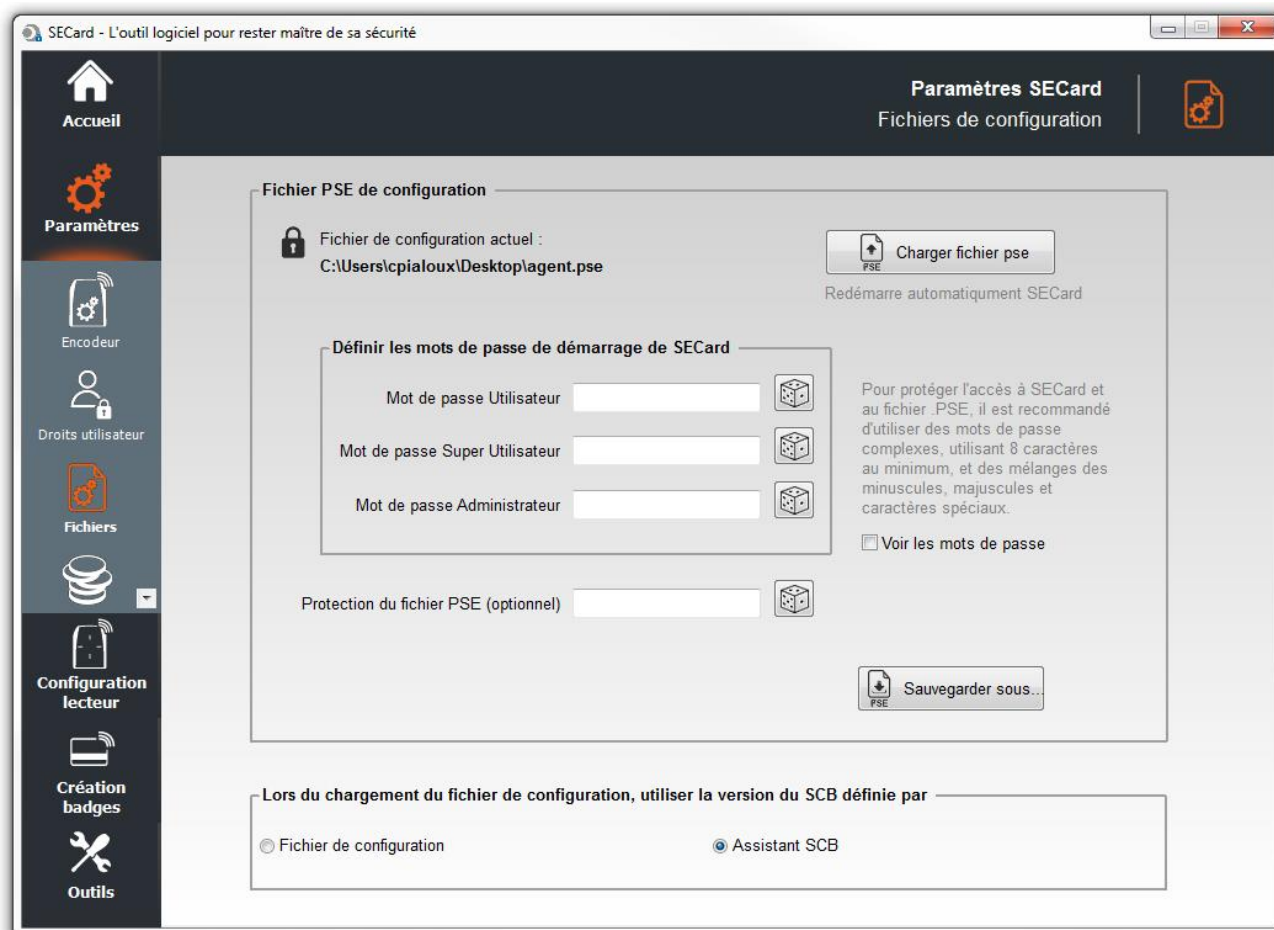 SECard - L'outil logiciel pour rester maître de sa sécurité
Accueil
Paramètres SECard
Fichiers de configuration
Paramètres
Encodeur
Droits utilisateur
Fichiers
Configuration
lecteur
Création
badges
Outils
Fichier PSE de configuration
Fichier de configuration actuel :
C:\Users\cpialoux\Desktop\agent.pse
PSE
Charger fichier pse
Redémarre automatiqument SECard
Définir les mots de passe de démarrage de SECard
Mot de passe Utilisateur
Mot de passe Super Utilisateur
Mot de passe Administrateur
Pour protéger l'accès à SECard et
au fichier .PSE, il est recommandé
d'utiliser des mots de passe
complexes, utilisant 8 caractères
au minimum, et des mélanges des
minuscules, majuscules et
caractères spéciaux.
Voir les mots de passe
Protection du fichier PSE (optionnel)
PSE
Sauvegarder sous...
Lors du chargement du fichier de configuration, utiliser la version du SCB définie par
Fichier de configuration
Assistant SCB